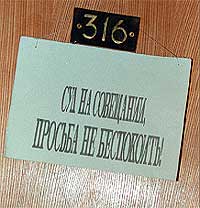 ·316·
СУД НА СОВЕЩАНИИ,
ПРОСЬБА НЕ БЕСПОКОИТЬ!